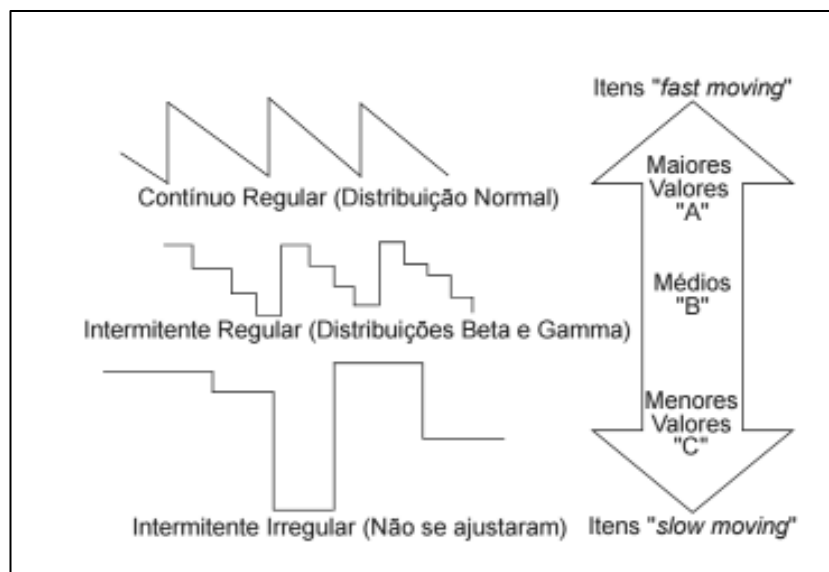 Itens "fast moving"
Contínuo Regular (Distribuição Normal)
Maiores
Valores
"A"
Intermitente Regular (Distribuições Beta e Gamma)
Médios
"B"
Intermitente Irregular (Não se ajustaram)
Menores
Valores
"C"
Itens "slow moving"